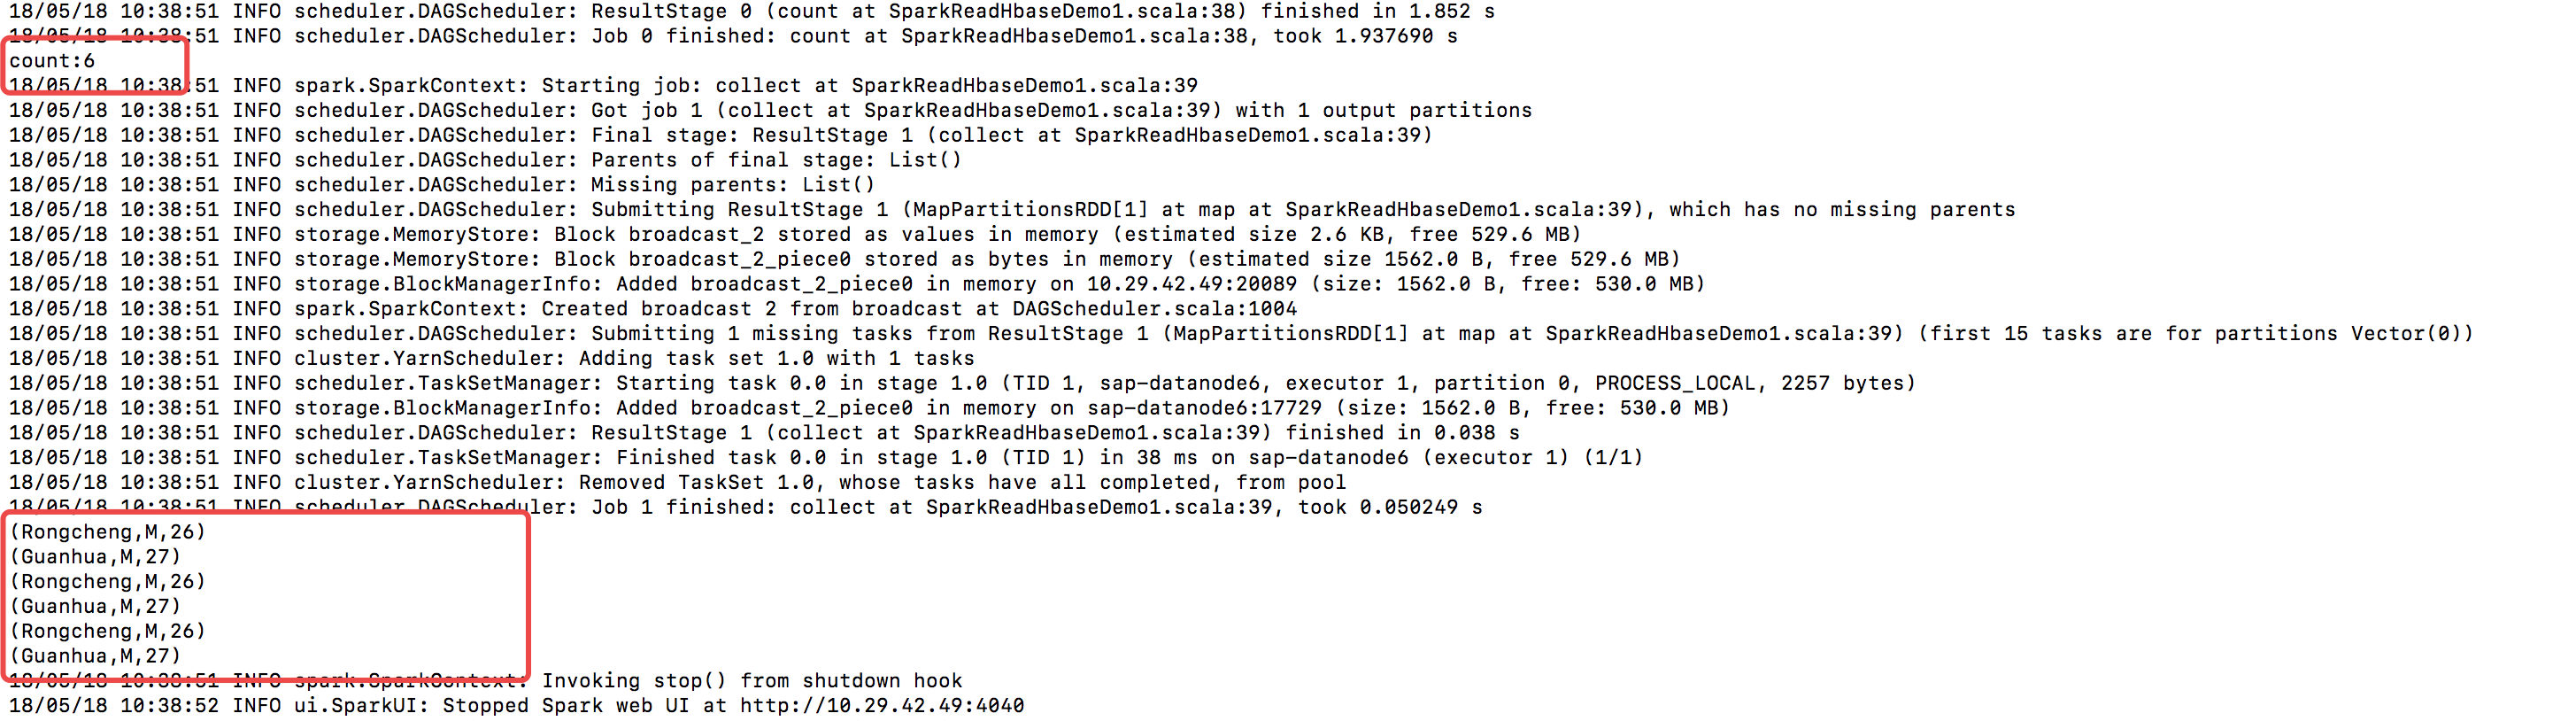 18/05/18 10:38:51 INFO scheduler.DAGScheduler: ResultStage 0 (count at SparkReadHbaseDemo1.scala:38) finished in 1.852 s
18/05/18 10:38:51 INFO scheduler.DAGScheduler: Job 0 finished: count at SparkReadHbaseDemo1.scala:38, took 1.937690 s
count:6
18/05/18 10:38:51 INFO spark.SparkContext: Starting job: collect at SparkReadHbaseDemo1.scala:39
18/05/18 10:38:51 INFO scheduler.DAGScheduler: Got job 1 (collect at SparkReadHbaseDemo1.scala:39) with 1 output partitions
18/05/18 10:38:51 INFO scheduler.DAGScheduler: Final stage: ResultStage 1 (collect at SparkReadHbaseDemo1.scala:39)
18/05/18 10:38:51 INFO scheduler.DAGScheduler: Parents of final stage: List()
18/05/18 10:38:51 INFO scheduler.DAGScheduler: Missing parents: List()
18/05/18 10:38:51 INFO scheduler.DAGScheduler: Submitting ResultStage 1 (MapPartitionsRDD[1] at map at SparkReadHbaseDemo1.scala:39), which has no missing parents
18/05/18 10:38:51 INFO storage.MemoryStore: Block broadcast_2 stored as values in memory (estimated size 2.6 KB, free 529.6 MB)
18/05/18 10:38:51 INFO storage.MemoryStore: Block broadcast_2_piece0 stored as bytes in memory (estimated size 1562.0 B, free 529.6 MB)
18/05/18 10:38:51 INFO storage.BlockManagerInfo: Added broadcast_2_piece0 in memory on 10.29.42.49:20089 (size: 1562.0 B, free: 530.0 MB)
18/05/18 10:38:51 INFO spark.SparkContext: Created broadcast 2 from broadcast at DAGScheduler.scala:1004
18/05/18 10:38:51 INFO scheduler.DAGScheduler: Submitting 1 missing tasks from ResultStage 1 (MapPartitionsRDD[1] at map at SparkReadHbaseDemo1.scala:39) (first 15 tasks are for partitions Vector(0))
18/05/18 10:38:51 INFO cluster.YarnScheduler: Adding task set 1.0 with 1 tasks
18/05/18 10:38:51 INFO scheduler.TaskSetManager: Starting task 0.0 in stage 1.0 (TID 1, sap-datanode6, executor 1, partition 0, PROCESS_LOCAL, 2257 bytes)
18/05/18 10:38:51 INFO storage.BlockManagerInfo: Added broadcast_2_piece0 in memory on sap-datanode6:17729 (size: 1562.0 B, free: 530.0 MB)
18/05/18 10:38:51 INFO scheduler.DAGScheduler: ResultStage 1 (collect at SparkReadHbaseDemo1.scala:39) finished in 0.038 s
18/05/18 10:38:51 INFO scheduler.TaskSetManager: Finished task 0.0 in stage 1.0 (TID 1) in 38 ms on sap-datanode6 (executor 1) (1/1)
18/05/18 10:38:51 INFO cluster.YarnScheduler: Removed TaskSet 1.0, whose tasks have all completed, from pool
18/05/18 10:38:51 INFO scheduler.DAGScheduler: Job 1 finished: collect at SparkReadHbaseDemo1.scala:39, took 0.050249 s
(Rongcheng,M,26)
(Guanhua,M,27)
(Rongcheng,M,26)
(Guanhua,M,27)
(Rongcheng,M,26)
(Guanhua,M,27)
18/05/18 10:38:51 INFO spark.SparkContext: Invoking stop() from shutdown hook
18/05/18 10:38:52 INFO ui.SparkUI: Stopped Spark web UI at http://10.29.42.49:4040